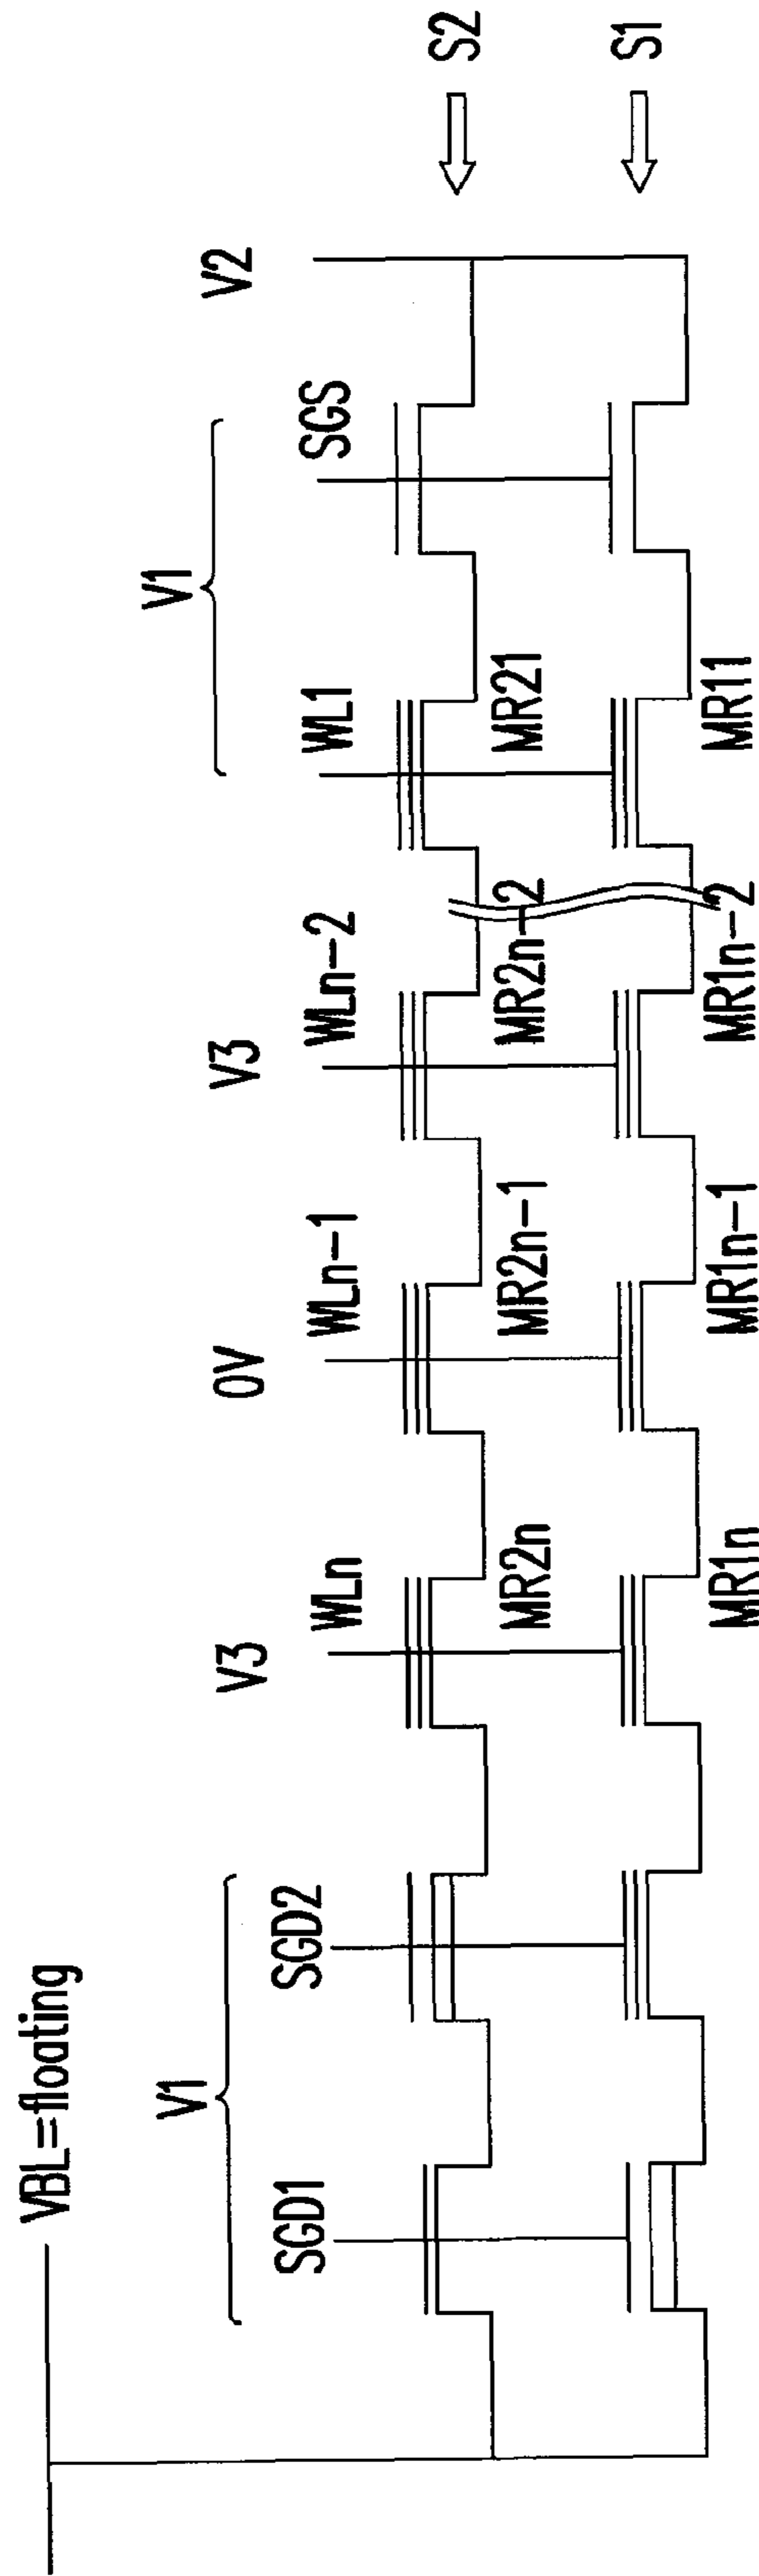 VBL=floating
V1
V3
0V
V3
V1
V2
SGD1
SGD2
WLn
WLn-1
WLn-2
WL1
SGS
S2
MR2n
MR2n-1
MR2n-2
MR21
S1
MR1n
MR1n-1
MR1n-2
MR11